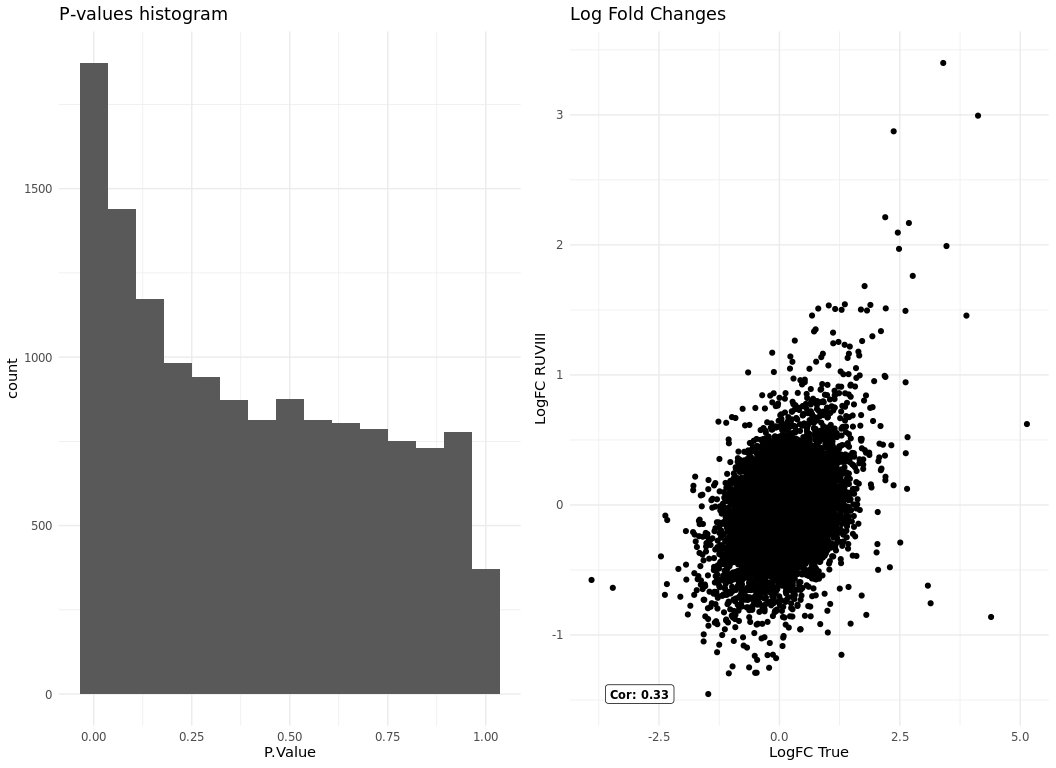 P-values histogram
count
1500
1000
500
0
0.00
0.25
0.50
0.75
1.00
P.Value
Log Fold Changes
LogFC RUVIII
3
2
1
0
-1
Cor: 0.33
-2.5
0.0
2.5
5.0
LogFC True